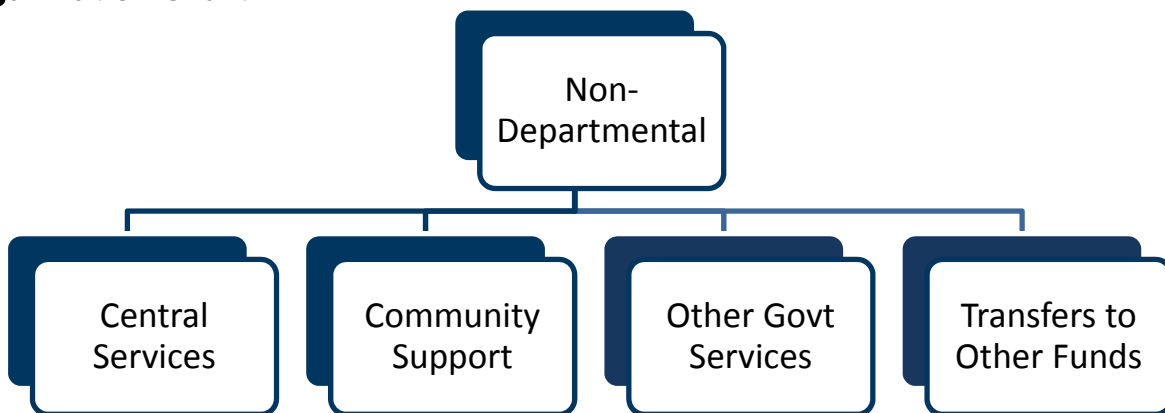 Non-
Departmental
Central
Services
Community
Support
Other Govt
Services
Transfers to
Other Funds